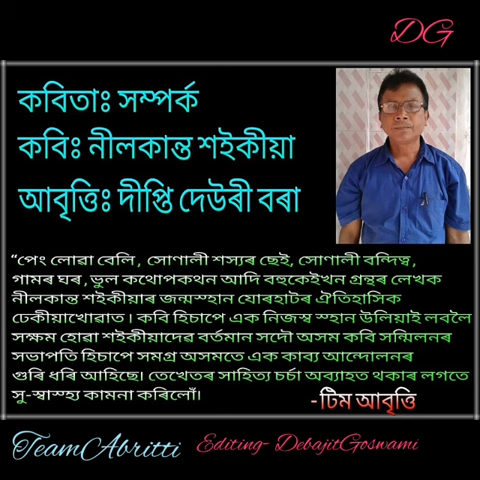 DG
কবিতাঃ সম্পৰ্ক
কবিঃ নীলকান্ত শইকীয়া
আবৃত্তিঃ দীপ্তি দেউৰী বৰা
“পেং লোৱা বেলি , সোণালী শস্যৰ ছেই, সোণালী বন্দিত্ব ,
গামৰ ঘৰ , ভুল কথোপকথন আদি বহুকেইখন গ্ৰন্থৰ লেখক
নীলকান্ত শইকীয়াৰ জন্মস্হান যোৰহাটৰ ঐতিহাসিক
ঢেকীয়াখোৱাত । কবি হিচাপে এক নিজস্ব স্হান উলিয়াই লবলৈ
সক্ষম হোৱা শইকীয়াদেৱ বৰ্তমান সদৌ অসম কবি সন্মিলনৰ
সভাপতি হিচাপে সমগ্ৰ অসমতে এক কাব্য আন্দোলনৰ
গুৰি ধৰি আহিছে। তেখেতৰ সাহিত্য চৰ্চা অব্যাহত থকাৰ লগতে
সু-স্বাস্হ্য কামনা কৰিলোঁ।
-টিম আবৃত্তি
TeamAbritti Editing- DebajitGoswami